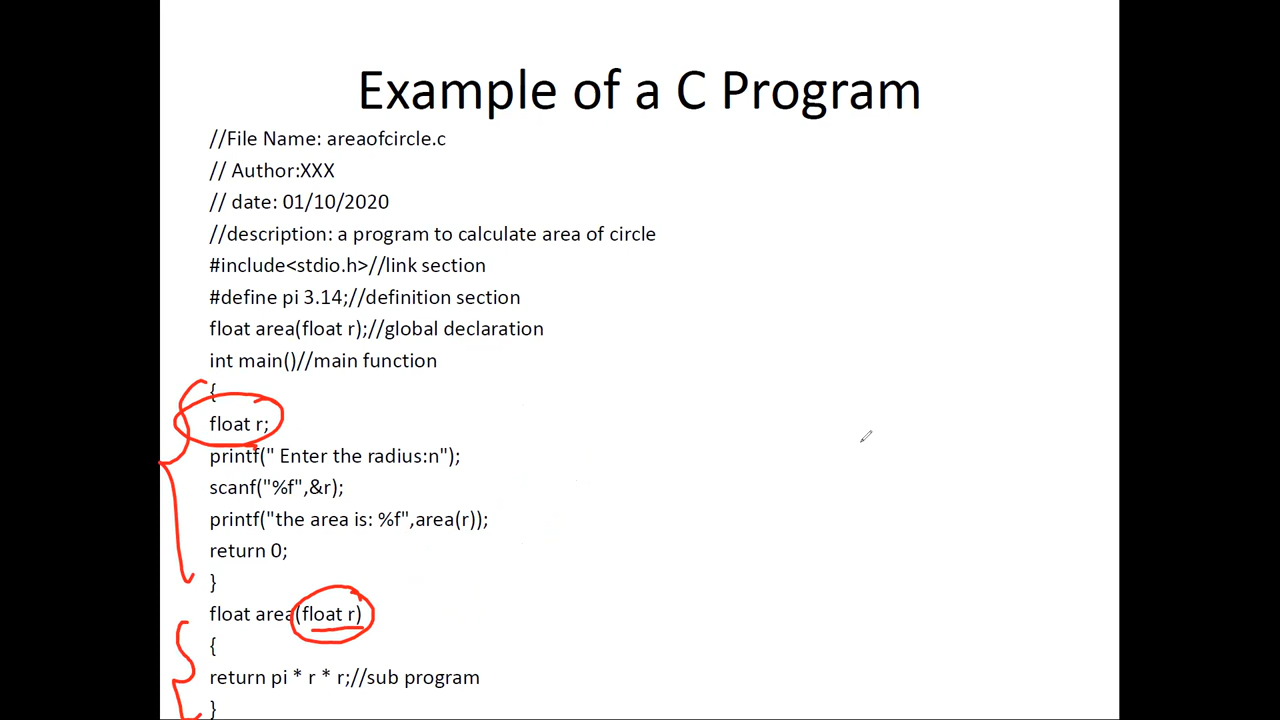 Example of a C Program
//File Name: areaofcircle.c
// Author:XXX
// date: 01/10/2020
//description: a program to calculate area of circle
#include<stdio.h>//link section
#define pi 3.14;//definition section
float area(float r);//global declaration
int main()//main function
{
float r;
printf(" Enter the radius:n");
scanf("%f",&r);
printf("the area is: %f",area(r));
return 0;
}
float area(float r)
{
return pi * r * r;//sub program
}